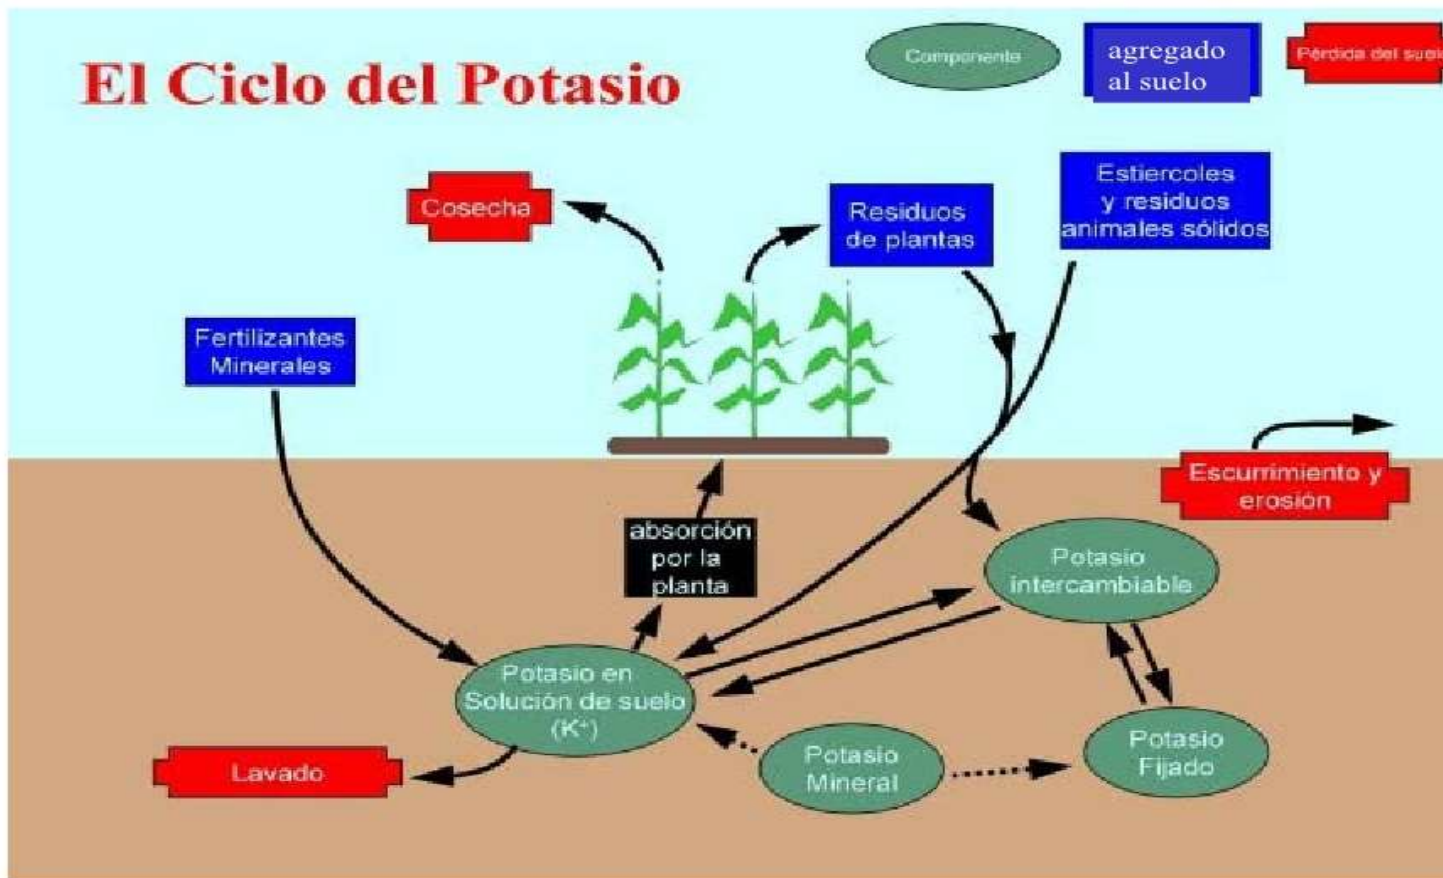 El Ciclo del Potasio
Componente
agregado
al suelo
Pérdida del suelo
Cosecha
Residuos
de plantas
Estiercoles
y residuos
animales sólidos
Fertilizantes
Minerales
Escurrimiento y
erosión
absorción
por la
planta
Potasio
intercambiable
Potasio en
Solución de suelo
(K⁺)
Potasio
Mineral
Potasio
Fijado
Lavado